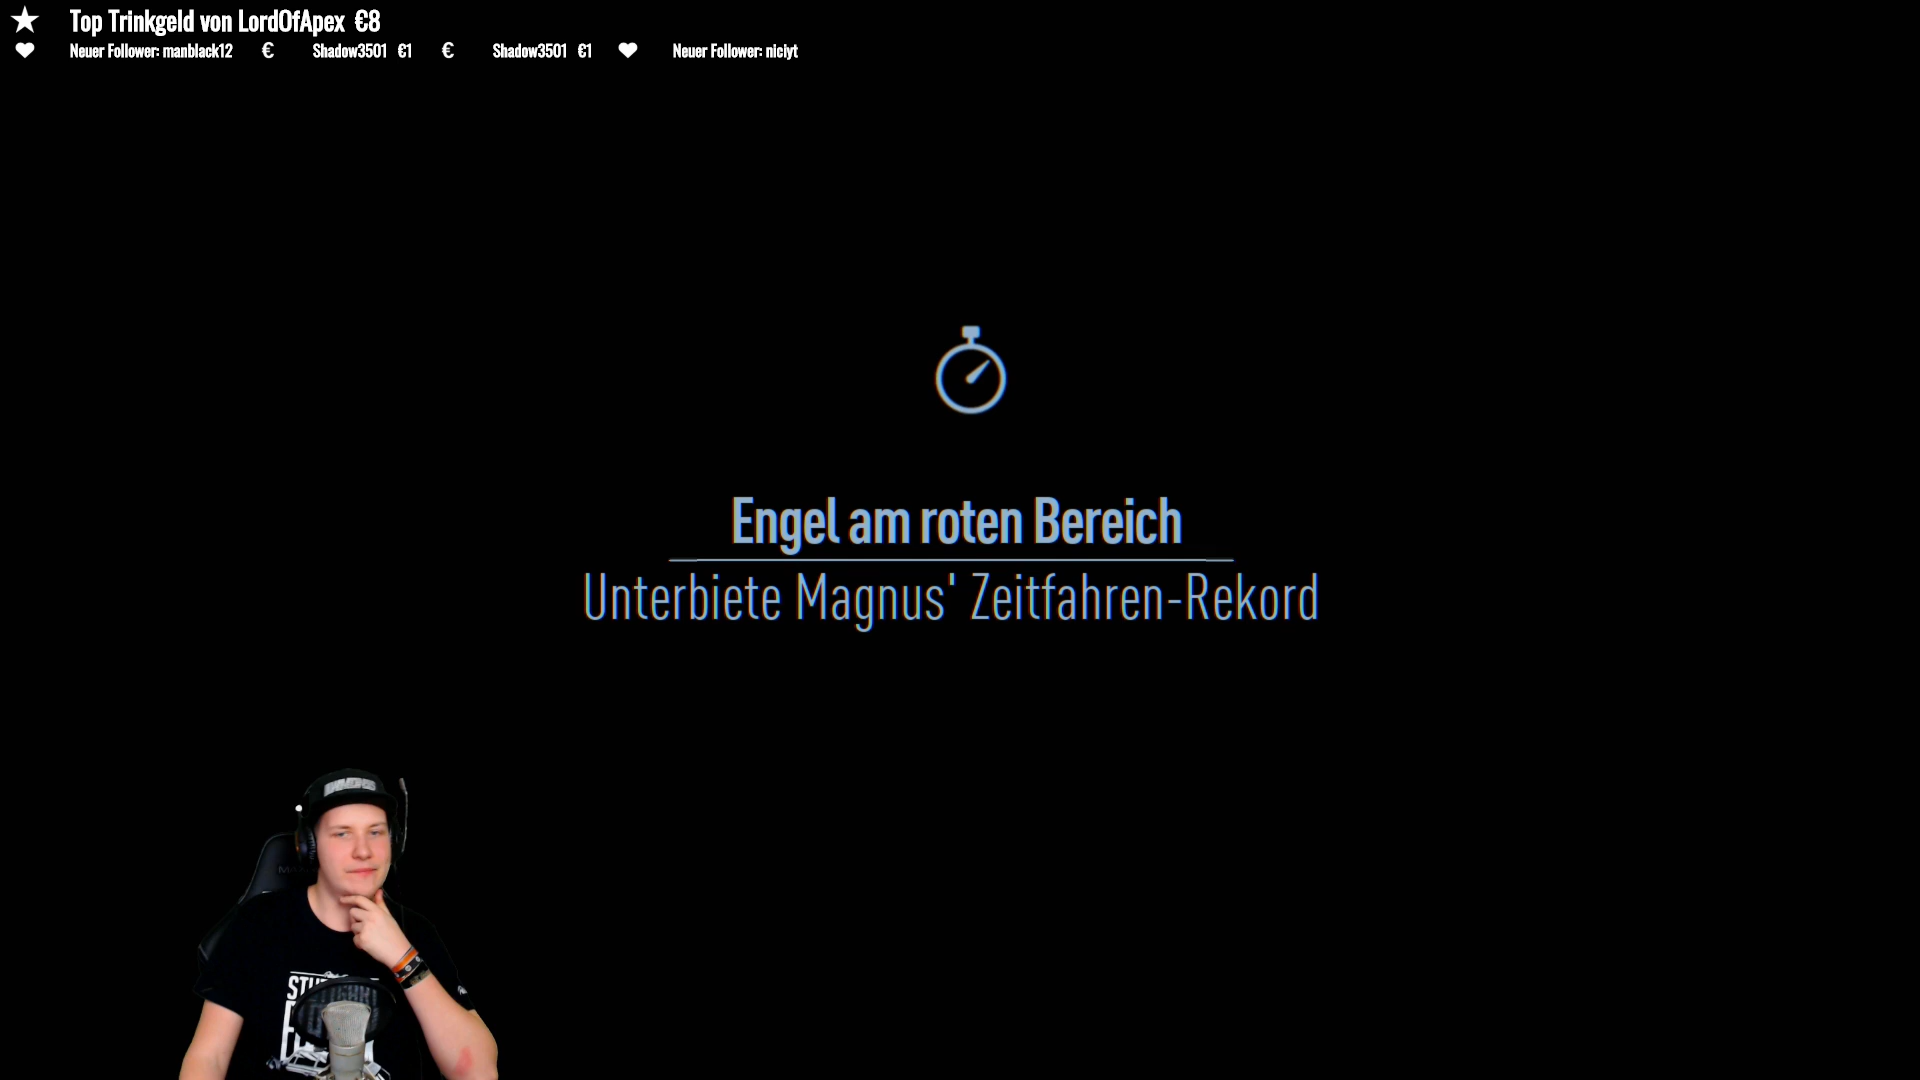 Top Trinkgeld von LordOfApex €8
Neuer Follower: manblack12 € Shadow3501 €1 € Shadow3501 €1 Neuer Follower: niclyt
Engel am roten Bereich
Unterbiete Magnus' Zeitfahren-Rekord